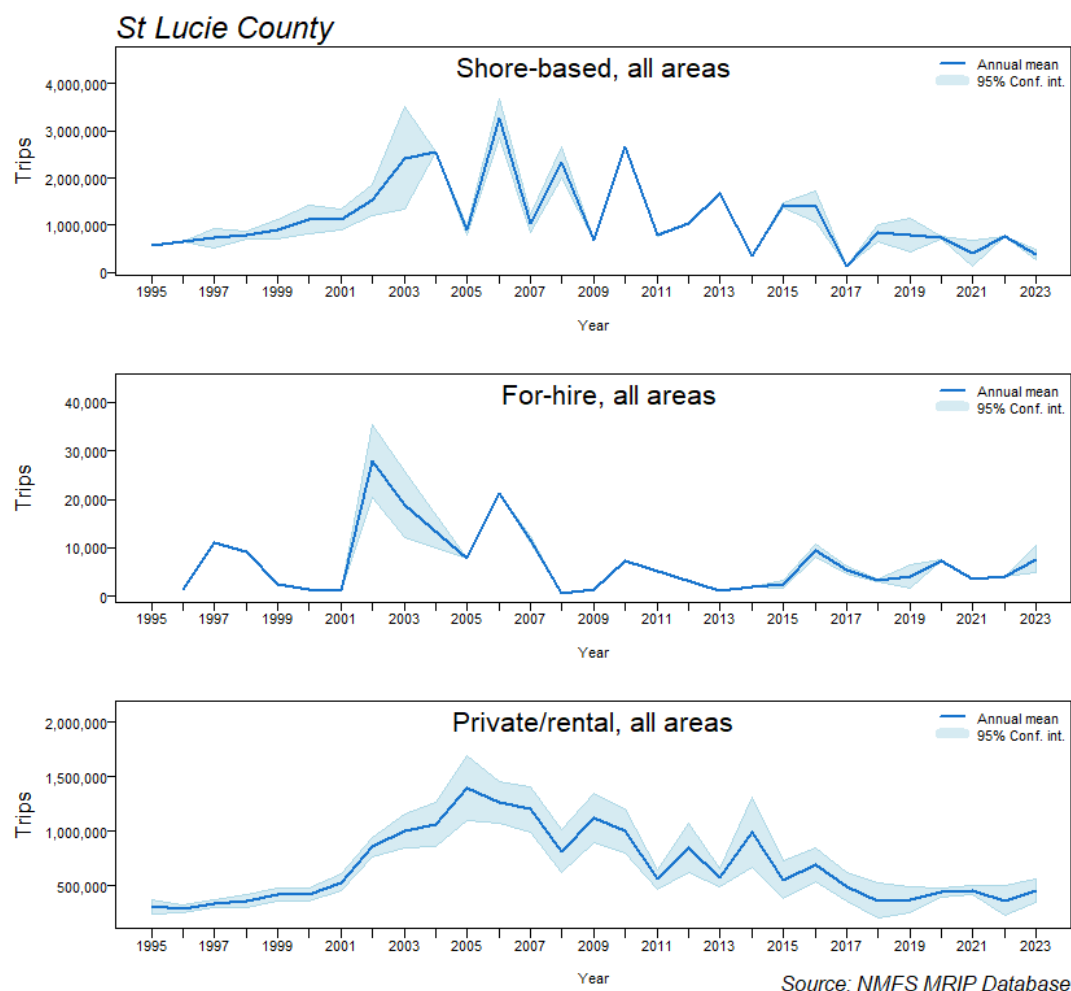 St Lucie County
Shore-based, all areas
Annual mean
95% Conf. int.
Trips
4,000,000
3,000,000
2,000,000
1,000,000
0
1995 1997 1999 2001 2003 2005 2007 2009 2011 2013 2015 2017 2019 2021 2023
Year
For-hire, all areas
Annual mean
95% Conf. int.
Trips
40,000
30,000
20,000
10,000
0
1995 1997 1999 2001 2003 2005 2007 2009 2011 2013 2015 2017 2019 2021 2023
Year
Private/rental, all areas
Annual mean
95% Conf. int.
Trips
2,000,000
1,500,000
1,000,000
500,000
1995 1997 1999 2001 2003 2005 2007 2009 2011 2013 2015 2017 2019 2021 2023
Year
Source: NMFS MRIP Database